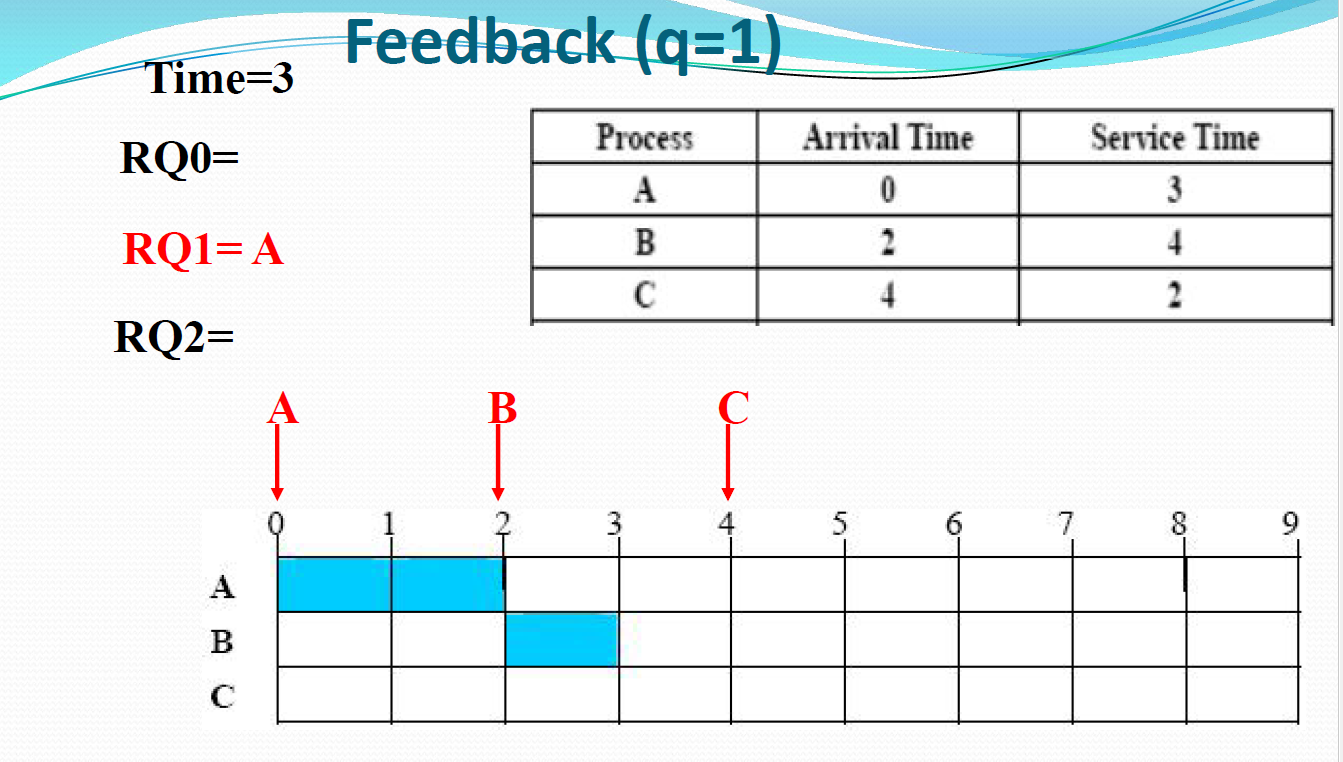 Feedback (q=1)
Time=3
RQ0=
RQ1= A
RQ2=
Process Arrival Time Service Time
A 0 3
B 2 4
C 4 2
A B C
0 1 2 3 4 5 6 7 8 9
A
B
C